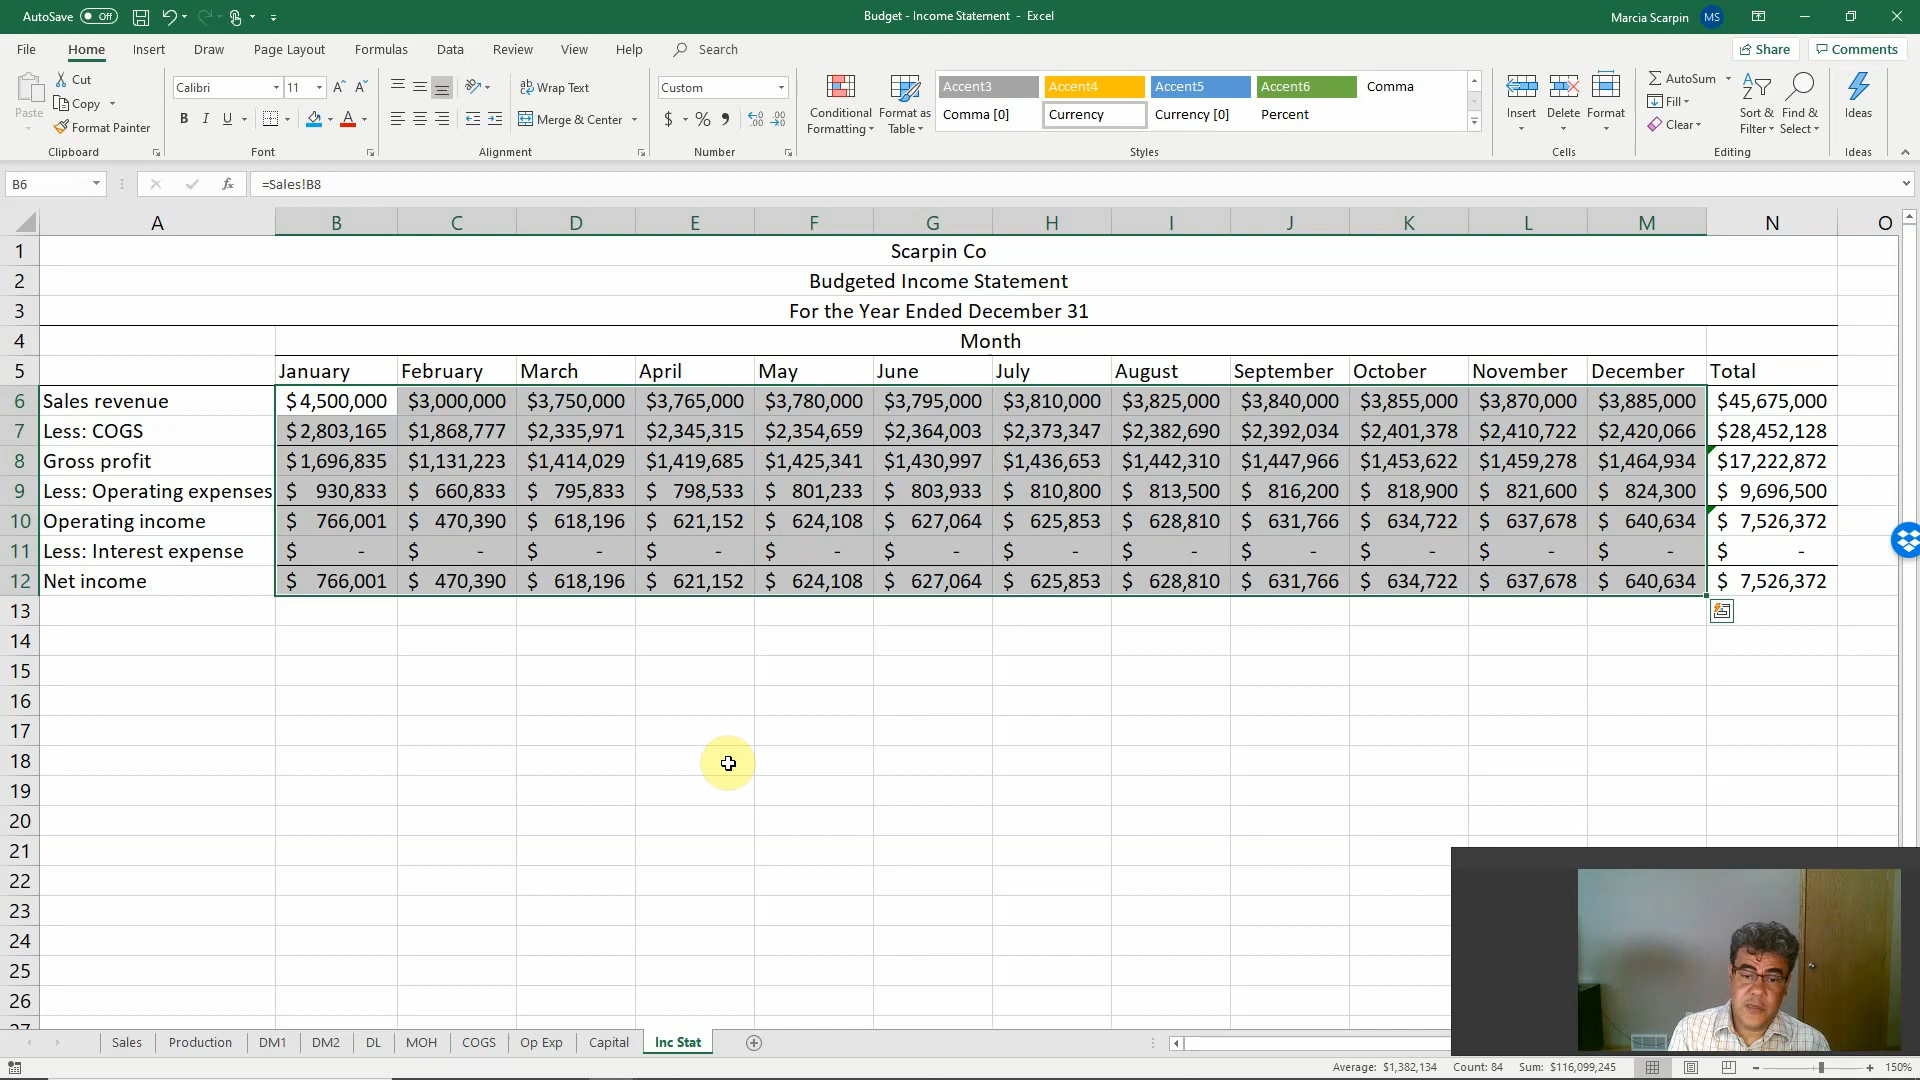 AutoSave Off Budget - Income Statement - Excel Marcia Scarpin MS
File Home Insert Draw Page Layout Formulas Data Review View Help Search Share Comments
Paste Cut Copy Format Painter Clipboard
Calibri 11 B I U A A A Font
ab Wrap Text Merge & Center Alignment
Custom $ % Number
Conditional Formatting Format as Table
Accent3 Accent4 Accent5 Accent6 Comma
Comma [0] Currency Currency [0] Percent
Styles
Insert Delete Format Cells
AutoSum Fill Clear Sort & Filter Find & Select Editing
Ideas Ideas
B6 fx =Sales!B8
A B C D E F G H I J K L M N O
1 Scarpin Co
2 Budgeted Income Statement
3 For the Year Ended December 31
4 Month
5 January February March April May June July August September October November December Total
6 Sales revenue $4,500,000 $3,000,000 $3,750,000 $3,765,000 $3,780,000 $3,795,000 $3,810,000 $3,825,000 $3,840,000 $3,855,000 $3,870,000 $3,885,000 $45,675,000
7 Less: COGS $2,803,165 $1,868,777 $2,335,971 $2,345,315 $2,354,659 $2,364,003 $2,373,347 $2,382,690 $2,392,034 $2,401,378 $2,410,722 $2,420,066 $28,452,128
8 Gross profit $1,696,835 $1,131,223 $1,414,029 $1,419,685 $1,425,341 $1,430,997 $1,436,653 $1,442,310 $1,447,966 $1,453,622 $1,459,278 $1,464,934 $17,222,872
9 Less: Operating expenses $ 930,833 $ 660,833 $ 795,833 $ 798,533 $ 801,233 $ 803,933 $ 810,800 $ 813,500 $ 816,200 $ 818,900 $ 821,600 $ 824,300 $ 9,696,500
10 Operating income $ 766,001 $ 470,390 $ 618,196 $ 621,152 $ 624,108 $ 627,064 $ 625,853 $ 628,810 $ 631,766 $ 634,722 $ 637,678 $ 640,634 $ 7,526,372
11 Less: Interest expense $ - $ - $ - $ - $ - $ - $ - $ - $ - $ - $ - $ - $ -
12 Net income $ 766,001 $ 470,390 $ 618,196 $ 621,152 $ 624,108 $ 627,064 $ 625,853 $ 628,810 $ 631,766 $ 634,722 $ 637,678 $ 640,634 $ 7,526,372
13
14
15
16
17
18
19
20
21
22
23
24
25
26
27
Sales Production DM1 DM2 DL MOH COGS Op Exp Capital Inc Stat
Average: $1,382,134 Count: 84 Sum: $116,099,245 150%